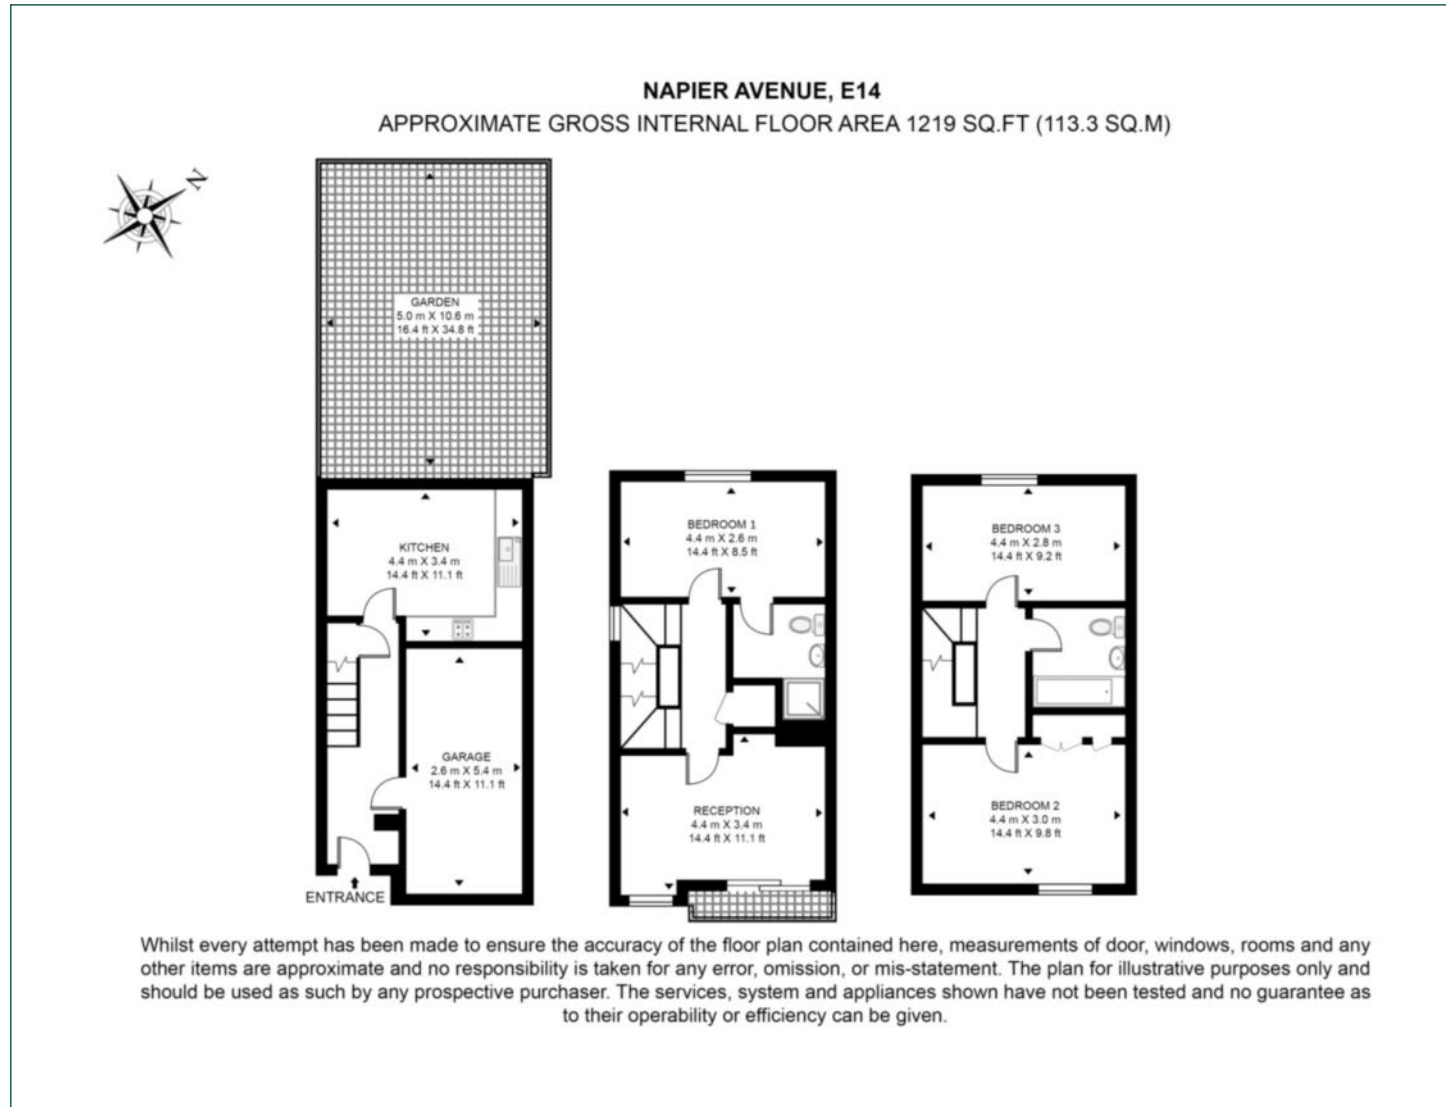 NAPIER AVENUE, E14
APPROXIMATE GROSS INTERNAL FLOOR AREA 1219 SQ.FT (113.3 SQ.M)
N
GARDEN
5.0 m X 10.6 m
16.4 ft X 34.8 ft
KITCHEN
4.4 m X 3.4 m
14.4 ft X 11.1 ft
GARAGE
2.6 m X 5.4 m
14.4 ft X 11.1 ft
ENTRANCE
BEDROOM 1
4.4 m X 2.6 m
14.4 ft X 8.5 ft
RECEPTION
4.4 m X 3.4 m
14.4 ft X 11.1 ft
BEDROOM 3
4.4 m X 2.8 m
14.4 ft X 9.2 ft
BEDROOM 2
4.4 m X 3.0 m
14.4 ft X 9.8 ft
Whilst every attempt has been made to ensure the accuracy of the floor plan contained here, measurements of door, windows, rooms and any
other items are approximate and no responsibility is taken for any error, omission, or mis-statement. The plan for illustrative purposes only and
should be used as such by any prospective purchaser. The services, system and appliances shown have not been tested and no guarantee as
to their operability or efficiency can be given.